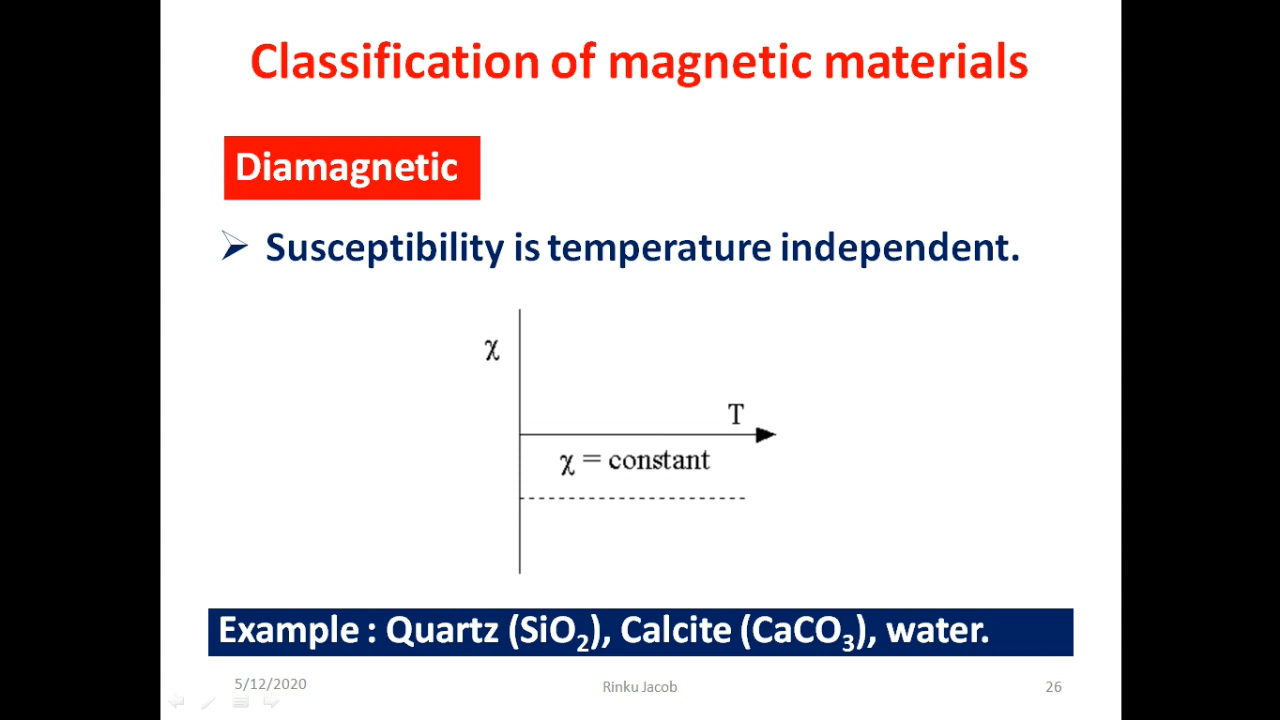 Classification of magnetic materials
Diamagnetic
Susceptibility is temperature independent.
χ
T
χ = constant
Example : Quartz (SiO₂), Calcite (CaCO₃), water.
5/12/2020 Rinku Jacob 26